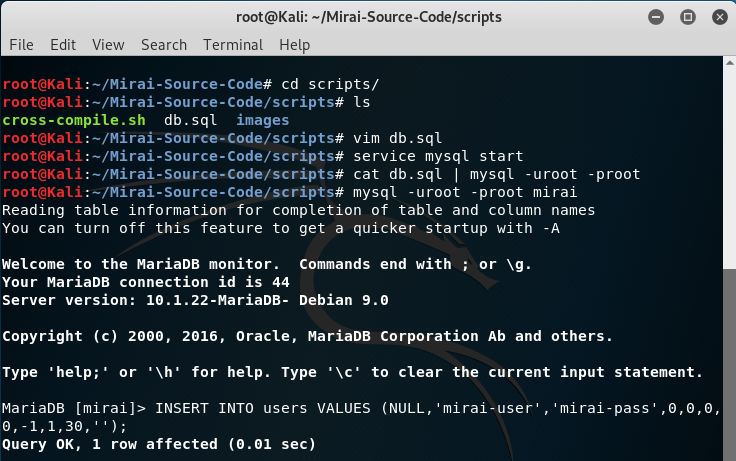 root@Kali: ~/Mirai-Source-Code/scripts
File Edit View Search Terminal Help
root@Kali:~/Mirai-Source-Code# cd scripts/
root@Kali:~/Mirai-Source-Code/scripts# ls
cross-compile.sh  db.sql  images
root@Kali:~/Mirai-Source-Code/scripts# vim db.sql
root@Kali:~/Mirai-Source-Code/scripts# service mysql start
root@Kali:~/Mirai-Source-Code/scripts# cat db.sql | mysql -uroot -proot
root@Kali:~/Mirai-Source-Code/scripts# mysql -uroot -proot mirai
Reading table information for completion of table and column names
You can turn off this feature to get a quicker startup with -A
Welcome to the MariaDB monitor.  Commands end with ; or \g.
Your MariaDB connection id is 44
Server version: 10.1.22-MariaDB- Debian 9.0
Copyright (c) 2000, 2016, Oracle, MariaDB Corporation Ab and others.
Type 'help;' or '\h' for help. Type '\c' to clear the current input statement.
MariaDB [mirai]> INSERT INTO users VALUES (NULL,'mirai-user','mirai-pass',0,0,0,
0,-1,1,30,'');
Query OK, 1 row affected (0.01 sec)